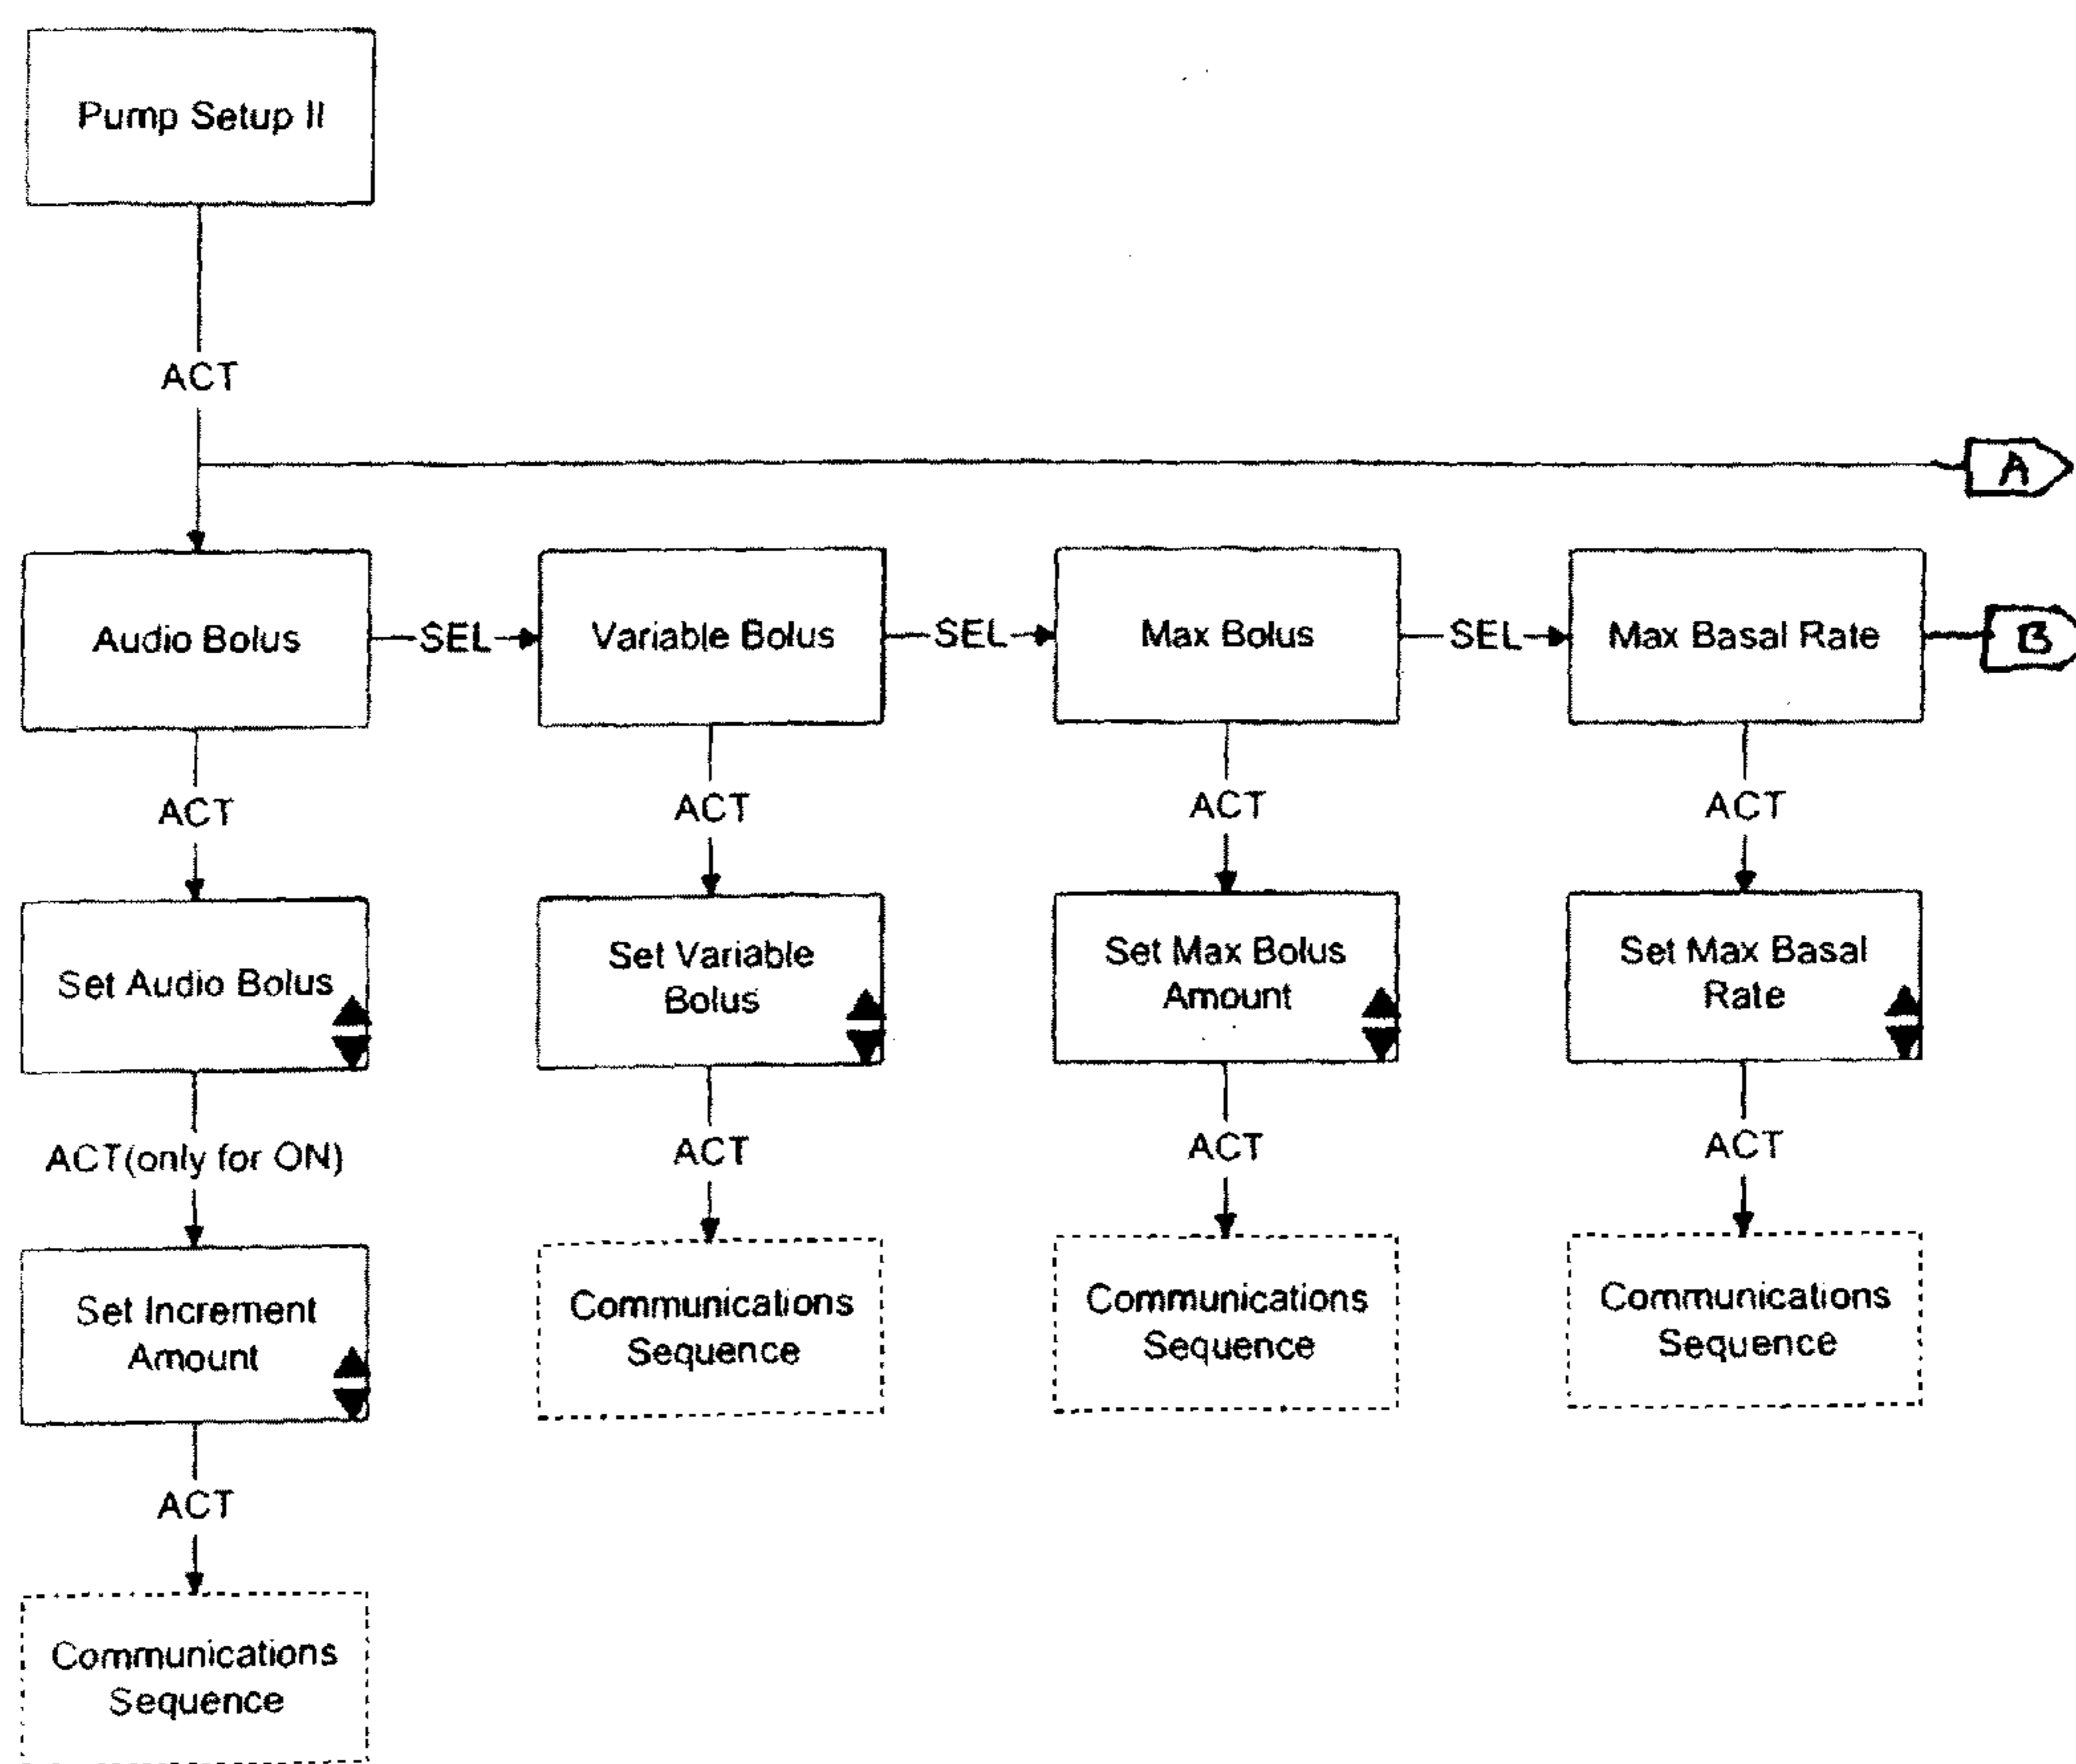 Pump Setup II
ACT
A
Audio Bolus
SEL
Variable Bolus
SEL
Max Bolus
SEL
Max Basal Rate
B
ACT
ACT
ACT
ACT
Set Audio Bolus
Set Variable
Bolus
Set Max Bolus
Amount
Set Max Basal
Rate
ACT(only for ON)
ACT
ACT
ACT
Set Increment
Amount
Communications
Sequence
Communications
Sequence
Communications
Sequence
ACT
Communications
Sequence